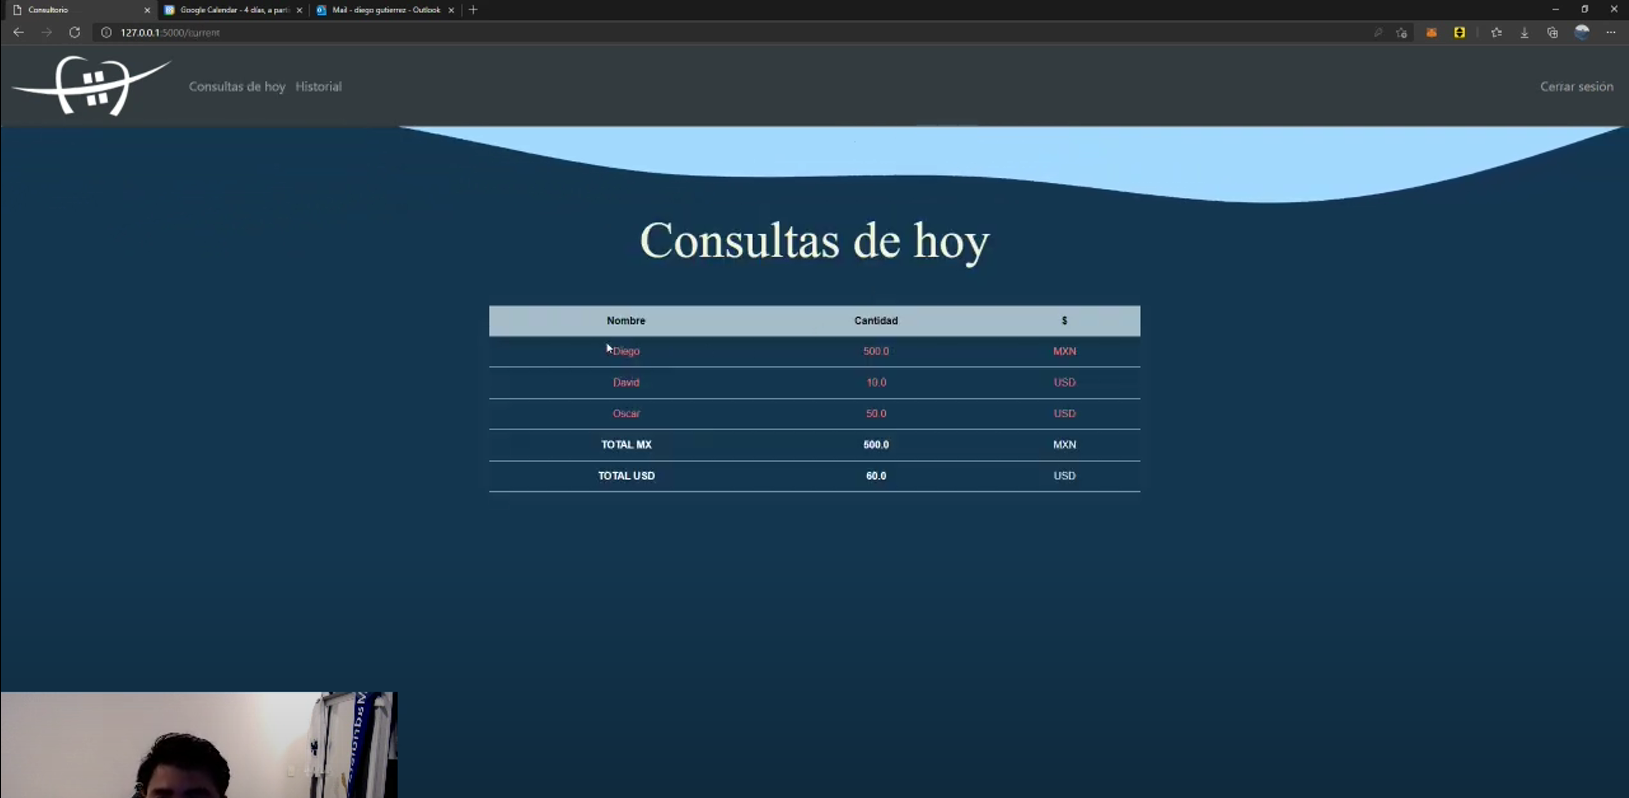 Consultorio
Google Calendar - 4 días, a parti
Mail - diego gutierrez - Outlook
127.0.0.1:5000/current
Consultas de hoy Historial Cerrar sesión
Consultas de hoy
Nombre Cantidad $
Diego 500.0 MXN
David 10.0 USD
Oscar 50.0 USD
TOTAL MX 500.0 MXN
TOTAL USD 60.0 USD